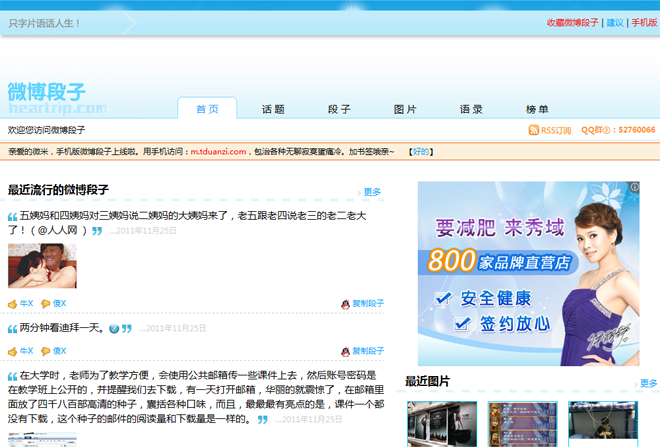 只字片语话人生！
收藏微博段子 | 建议 | 手机版
微博段子
heartrip.com
首 页
话 题
段 子
图 片
语 录
榜 单
欢迎您访问微博段子
RSS订阅
QQ群⑦：52760066
亲爱的微米，手机版微博段子上线啦。用手机访问：m.tduanzi.com，包治各种无聊寂寞蛋痛冷。加书签哦亲~ 【好的】
最近流行的微博段子
更多
五姨妈和四姨妈对三姨妈说二姨妈的大姨妈来了，老五跟老四说老三的老二老大
了！（@人人网 ） ...2011年11月25日
牛X
傻X
复制段子
两分钟看迪拜一天。 ...2011年11月25日
牛X
傻X
复制段子
在大学时，老师为了教学方便，会使用公共邮箱传一些课件上去，然后账号密码是
在教学班上公开的，并提醒我们去下载，有一天打开邮箱，华丽的就震惊了，在邮箱里
面放了四千八百部高清的种子，囊括各种口味，而且，最最最有亮点的是，课件一个都
没有下载，这个种子的邮件的阅读量和下载量是一样的。 ...2011年11月25日
要减肥 来秀域
800家品牌直营店
安全健康
签约放心
最近图片
更多